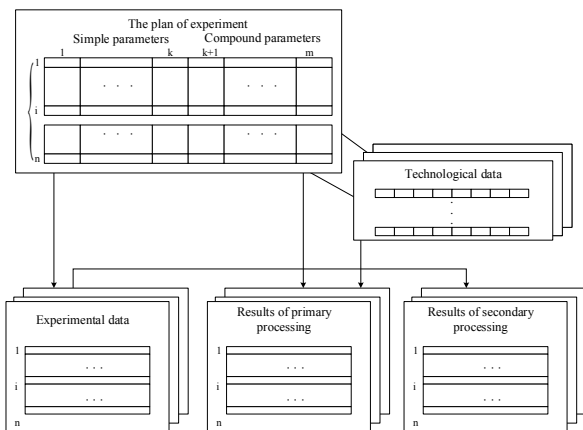 The plan of experiment
Simple parameters Compound parameters
1 k k+1 m
1
. . . . . .
i
. . . . . .
n
Technological data
.
.
.
Experimental data
1
. . .
i
. . .
n
Results of primary
processing
1
. . .
i
. . .
n
Results of secondary
processing
1
. . .
i
. . .
n